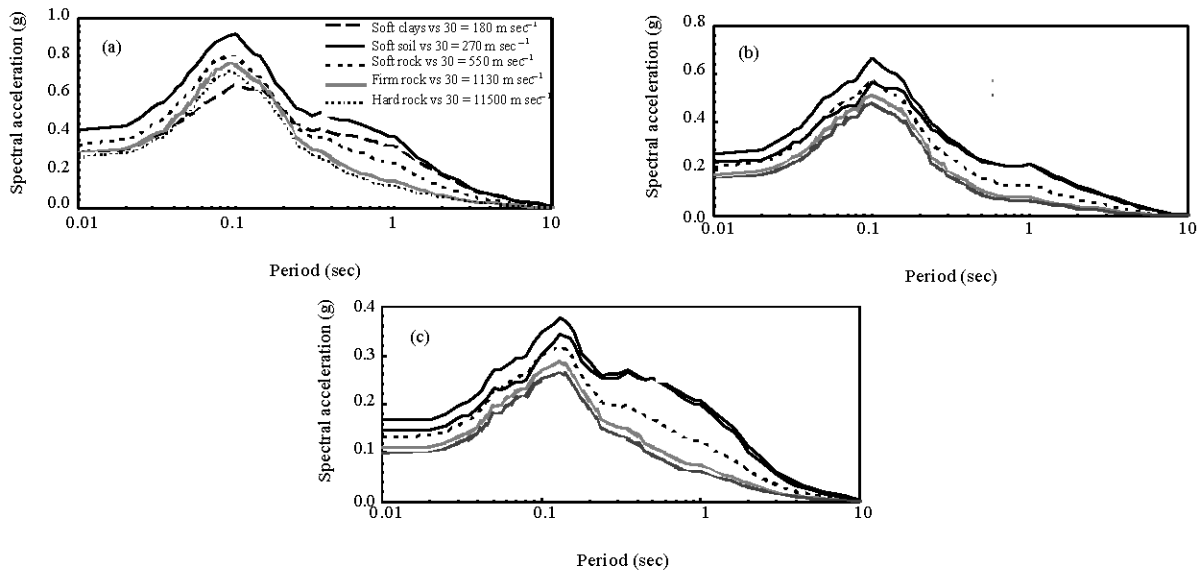 (a)
Spectral acceleration (g)
1.0
0.8
0.6
0.4
0.2
0.0
Soft clays vs 30 = 180 m sec⁻¹
Soft soil vs 30 = 270 m sec⁻¹
Soft rock vs 30 = 550 m sec⁻¹
Firm rock vs 30 = 1130 m sec⁻¹
Hard rock vs 30 = 11500 m sec⁻¹
0.01 0.1 1 10
Period (sec)
(b)
Spectral acceleration (g)
0.8
0.6
0.4
0.2
0.0
0.01 0.1 1 10
Period (sec)
(c)
Spectral acceleration (g)
0.4
0.3
0.2
0.1
0.0
0.01 0.1 1 10
Period (sec)